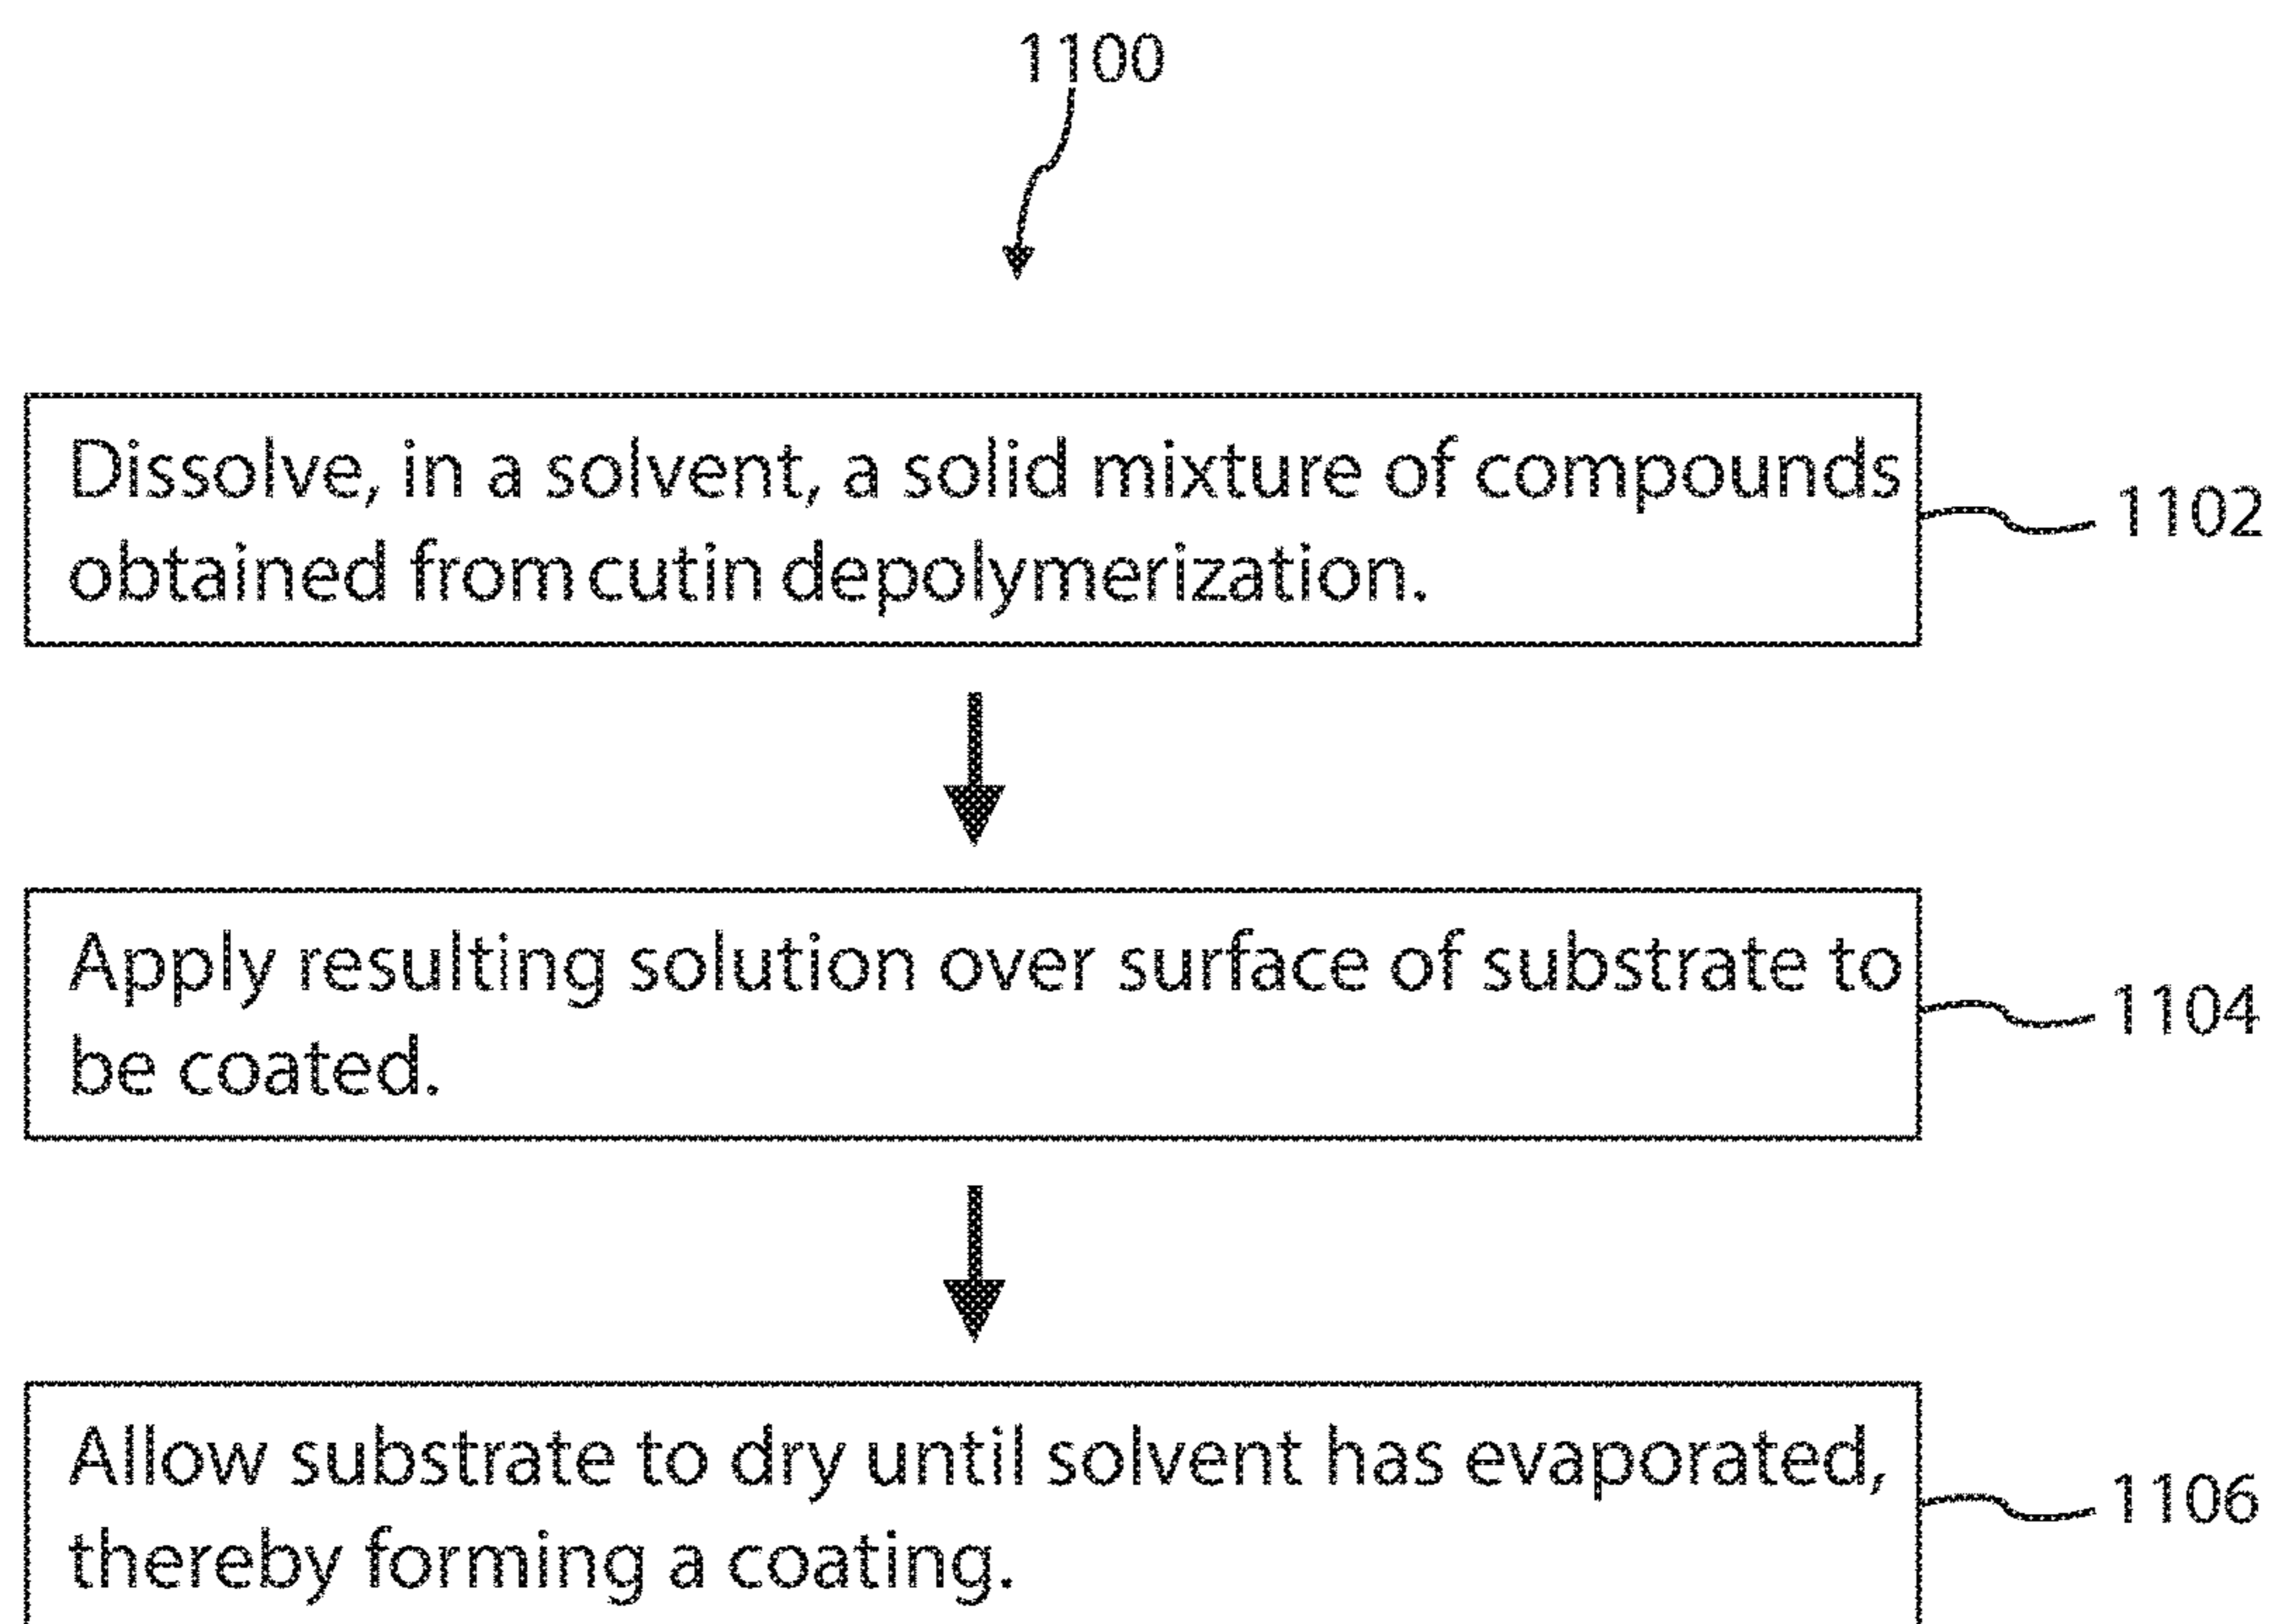 1100
Dissolve, in a solvent, a solid mixture of compounds
obtained from cutin depolymerization.
1102
Apply resulting solution over surface of substrate to
be coated.
1104
Allow substrate to dry until solvent has evaporated,
thereby forming a coating.
1106